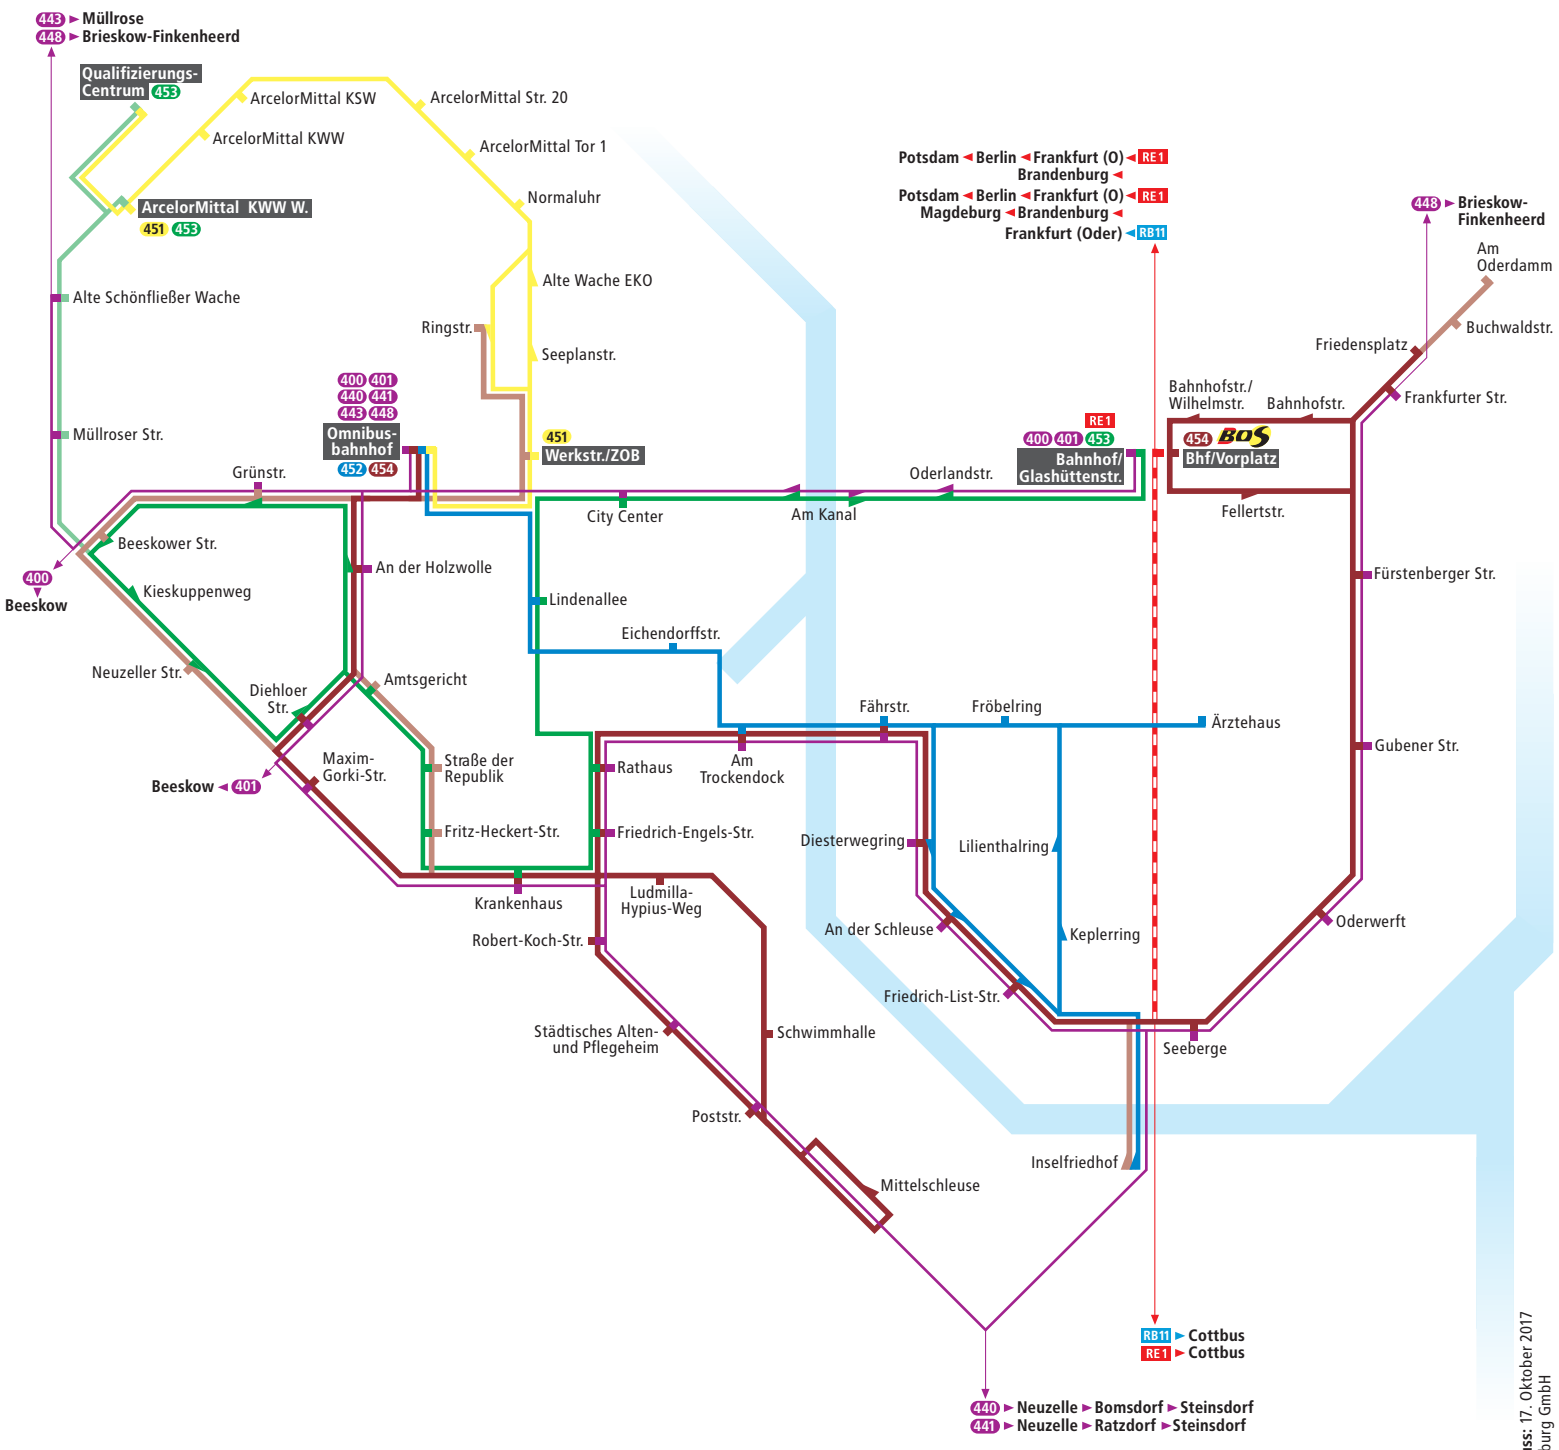 443 Müllrose
448 Brieskow-Finkenheerd
Qualifizierungs-
Centrum 453
ArcelorMittal KSW
ArcelorMittal Str. 20
ArcelorMittal KWW
ArcelorMittal Tor 1
Normaluhr
ArcelorMittal KWW W.
451 453
Alte Schönfließer Wache
Alte Wache EKO
Ringstr.
Seeplanstr.
Potsdam Berlin Frankfurt (O) RE1
Brandenburg
Potsdam Berlin Frankfurt (O) RE1
Magdeburg Brandenburg
Frankfurt (Oder) RB11
448 Brieskow-
Finkenheerd
Am
Oderdamm
Buchwaldstr.
Friedensplatz
Frankfurter Str.
Bahnhofstr./
Wilhelmstr.
Bahnhofstr.
400 401
440 441
443 448
Omnibus-
bahnhof
452 454
Müllroser Str.
451
Werkstr./ZOB
RE1
400 401 453
Bahnhof/
Glashüttenstr.
454 BOS
Bhf/Vorplatz
Grünstr.
Oderlandstr.
City Center
Am Kanal
Fellertstr.
Beeskower Str.
An der Holzwolle
400
Beeskow
Kieskuppenweg
Lindenallee
Fürstenberger Str.
Eichendorffstr.
Neuzeller Str.
Amtsgericht
Diehloer
Str.
Fährstr.
Fröbelring
Ärztehaus
Maxim-
Gorki-Str.
Straße der
Republik
Rathaus
Am
Trockendock
Gubener Str.
Beeskow 401
Fritz-Heckert-Str.
Friedrich-Engels-Str.
Diesterwegring
Lilienthalring
Krankenhaus
Ludmilla-
Hypius-Weg
An der Schleuse
Keplerring
Oderwerft
Robert-Koch-Str.
Friedrich-List-Str.
Städtisches Alten-
und Pflegeheim
Schwimmhalle
Seeberge
Poststr.
Inselfriedhof
Mittelschleuse
RB11 Cottbus
RE1 Cottbus
440 Neuzelle Bomsdorf Steinsdorf
441 Neuzelle Ratzdorf Steinsdorf
iss: 17. Oktober 2017
burg GmbH